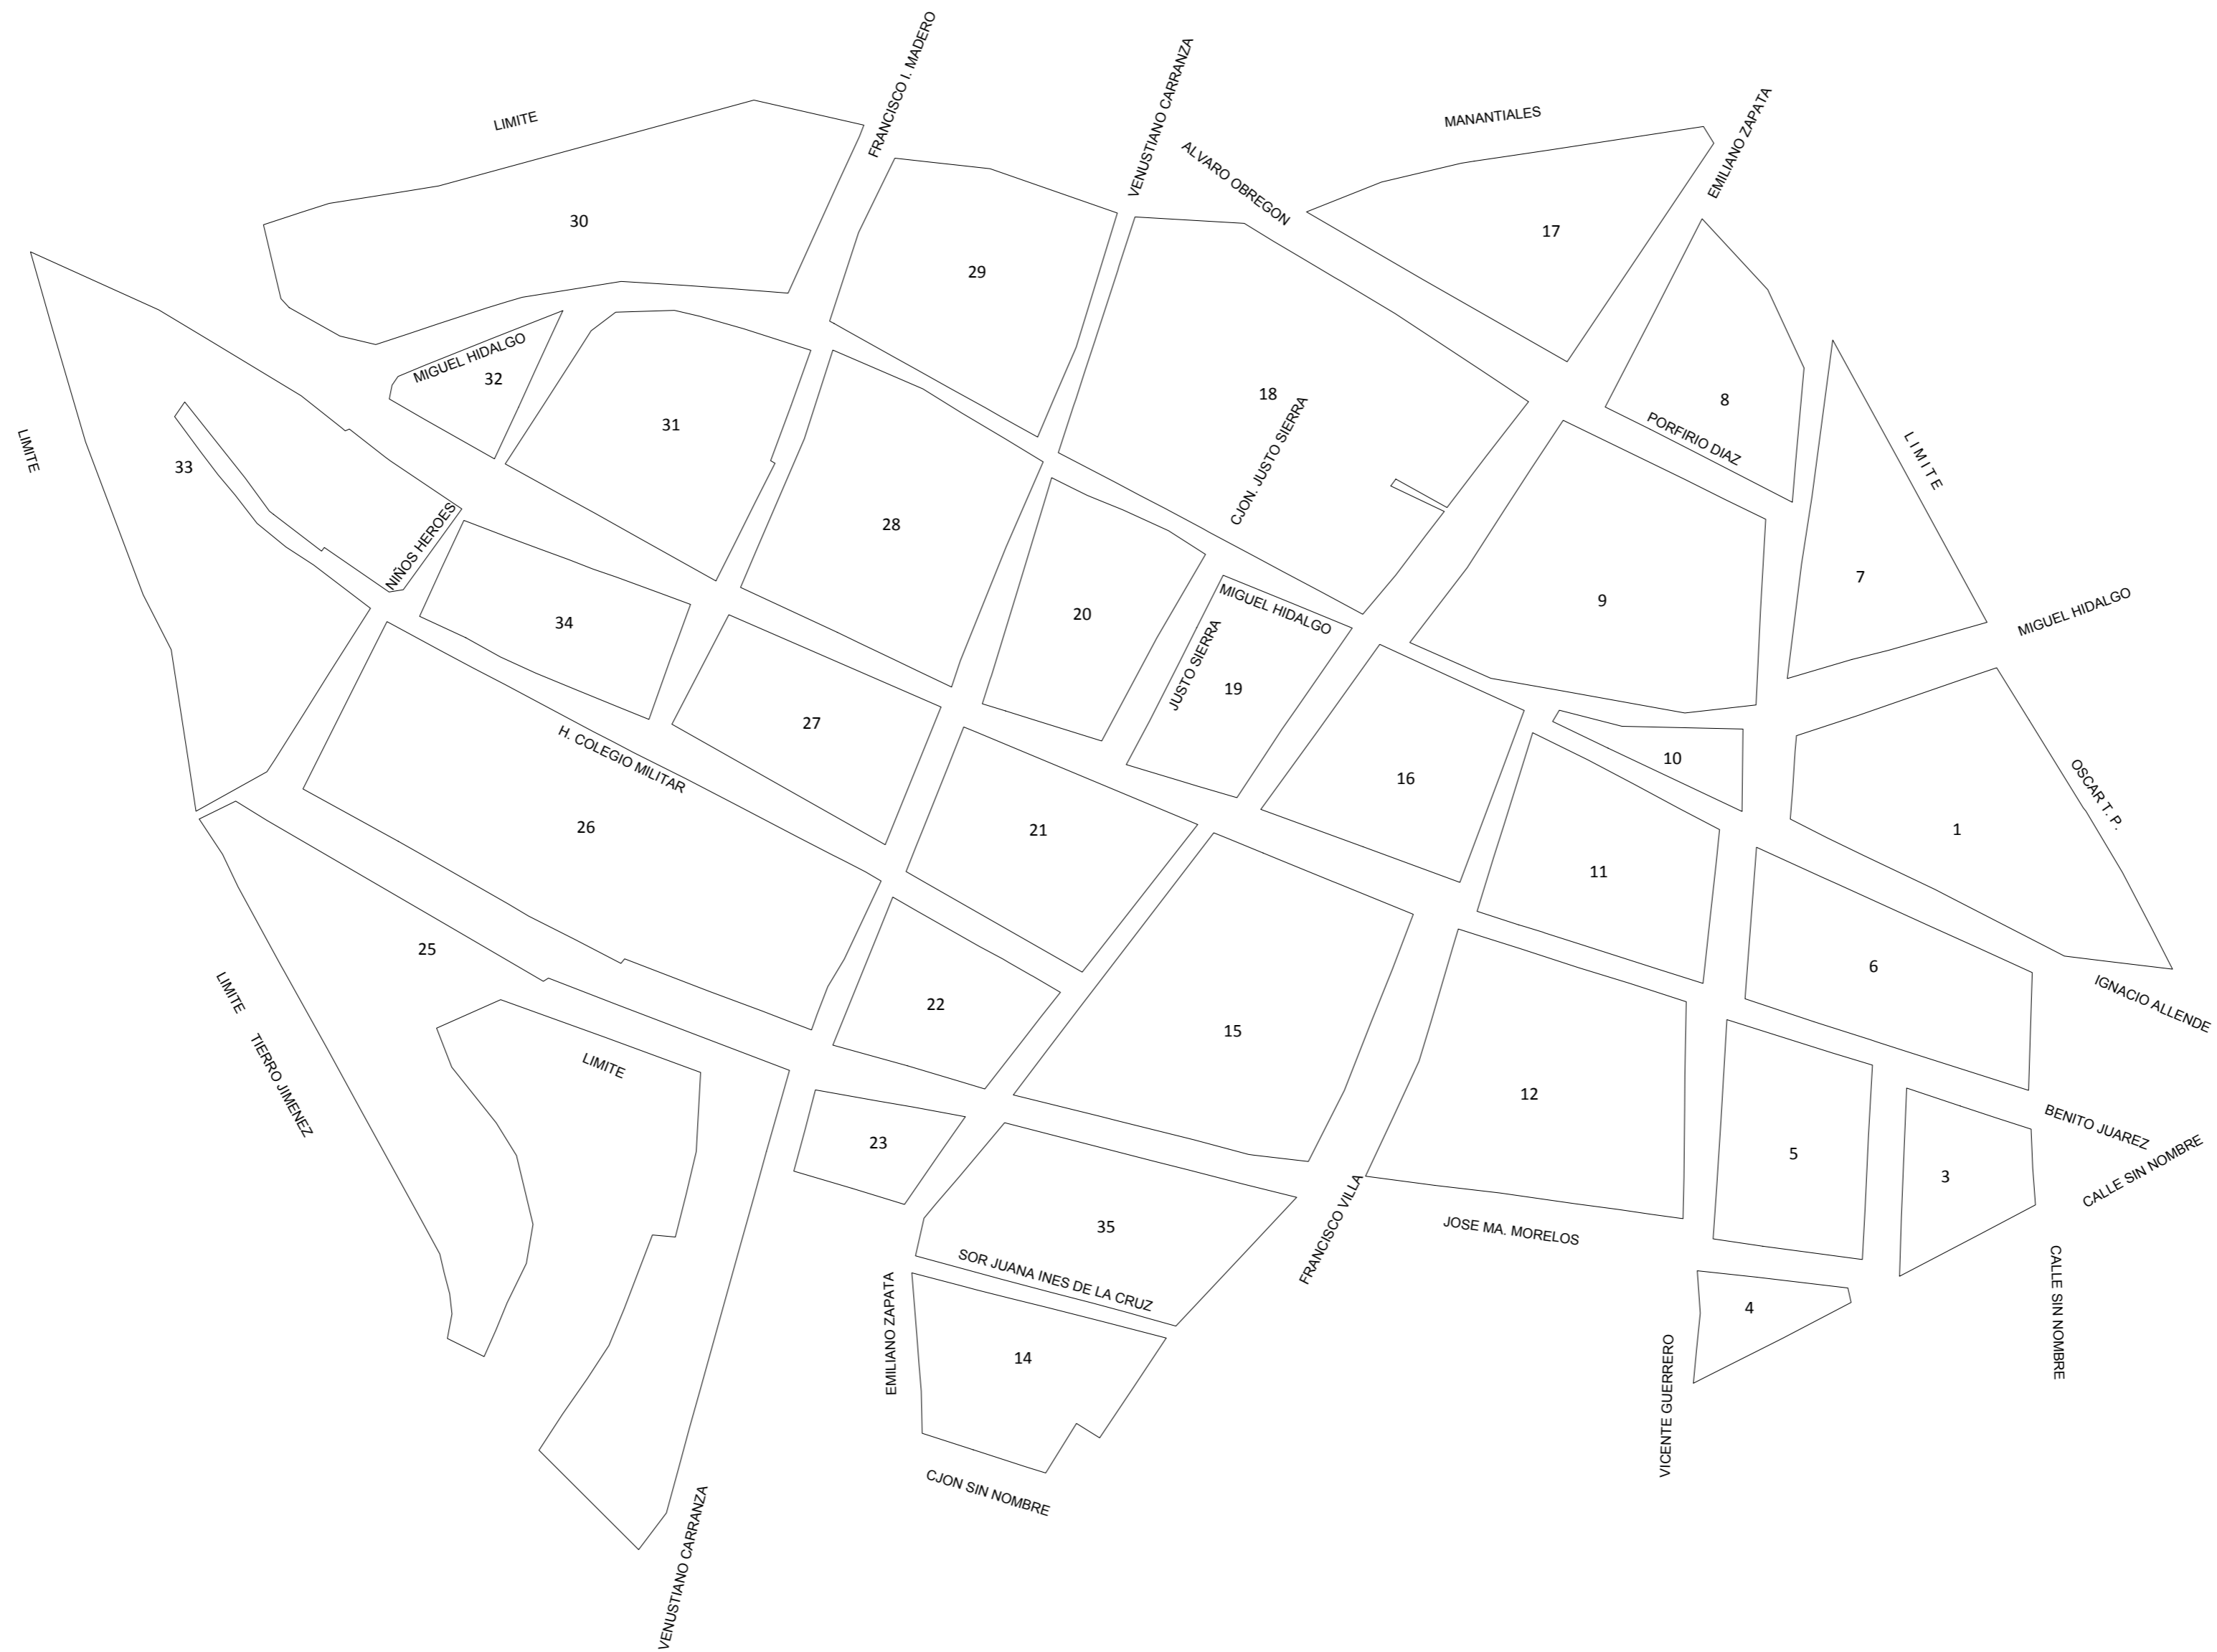 FRANCISCO I. MADERO
VENUSTIANO CARRANZA
LIMITE
MANANTIALES
EMILIANO ZAPATA
ALVARO OBREGON
30
17
29
MIGUEL HIDALGO
32
18
8
CJON. JUSTO SIERRA
31
PORFIRIO DIAZ
LIMITE
LIMITE
33
28
NIÑOS HEROES
7
9
MIGUEL HIDALGO
MIGUEL HIDALGO
20
34
JUSTO SIERRA
19
27
H. COLEGIO MILITAR
10
16
OSCAR T. P.
26
21
1
11
25
6
LIMITE
22
IGNACIO ALLENDE
15
TIERRO JIMENEZ
LIMITE
12
BENITO JUAREZ
23
5
CALLE SIN NOMBRE
3
35
FRANCISCO VILLA
JOSE MA. MORELOS
SOR JUANA INES DE LA CRUZ
CALLE SIN NOMBRE
4
EMILIANO ZAPATA
14
VICENTE GUERRERO
CJON SIN NOMBRE
VENUSTIANO CARRANZA